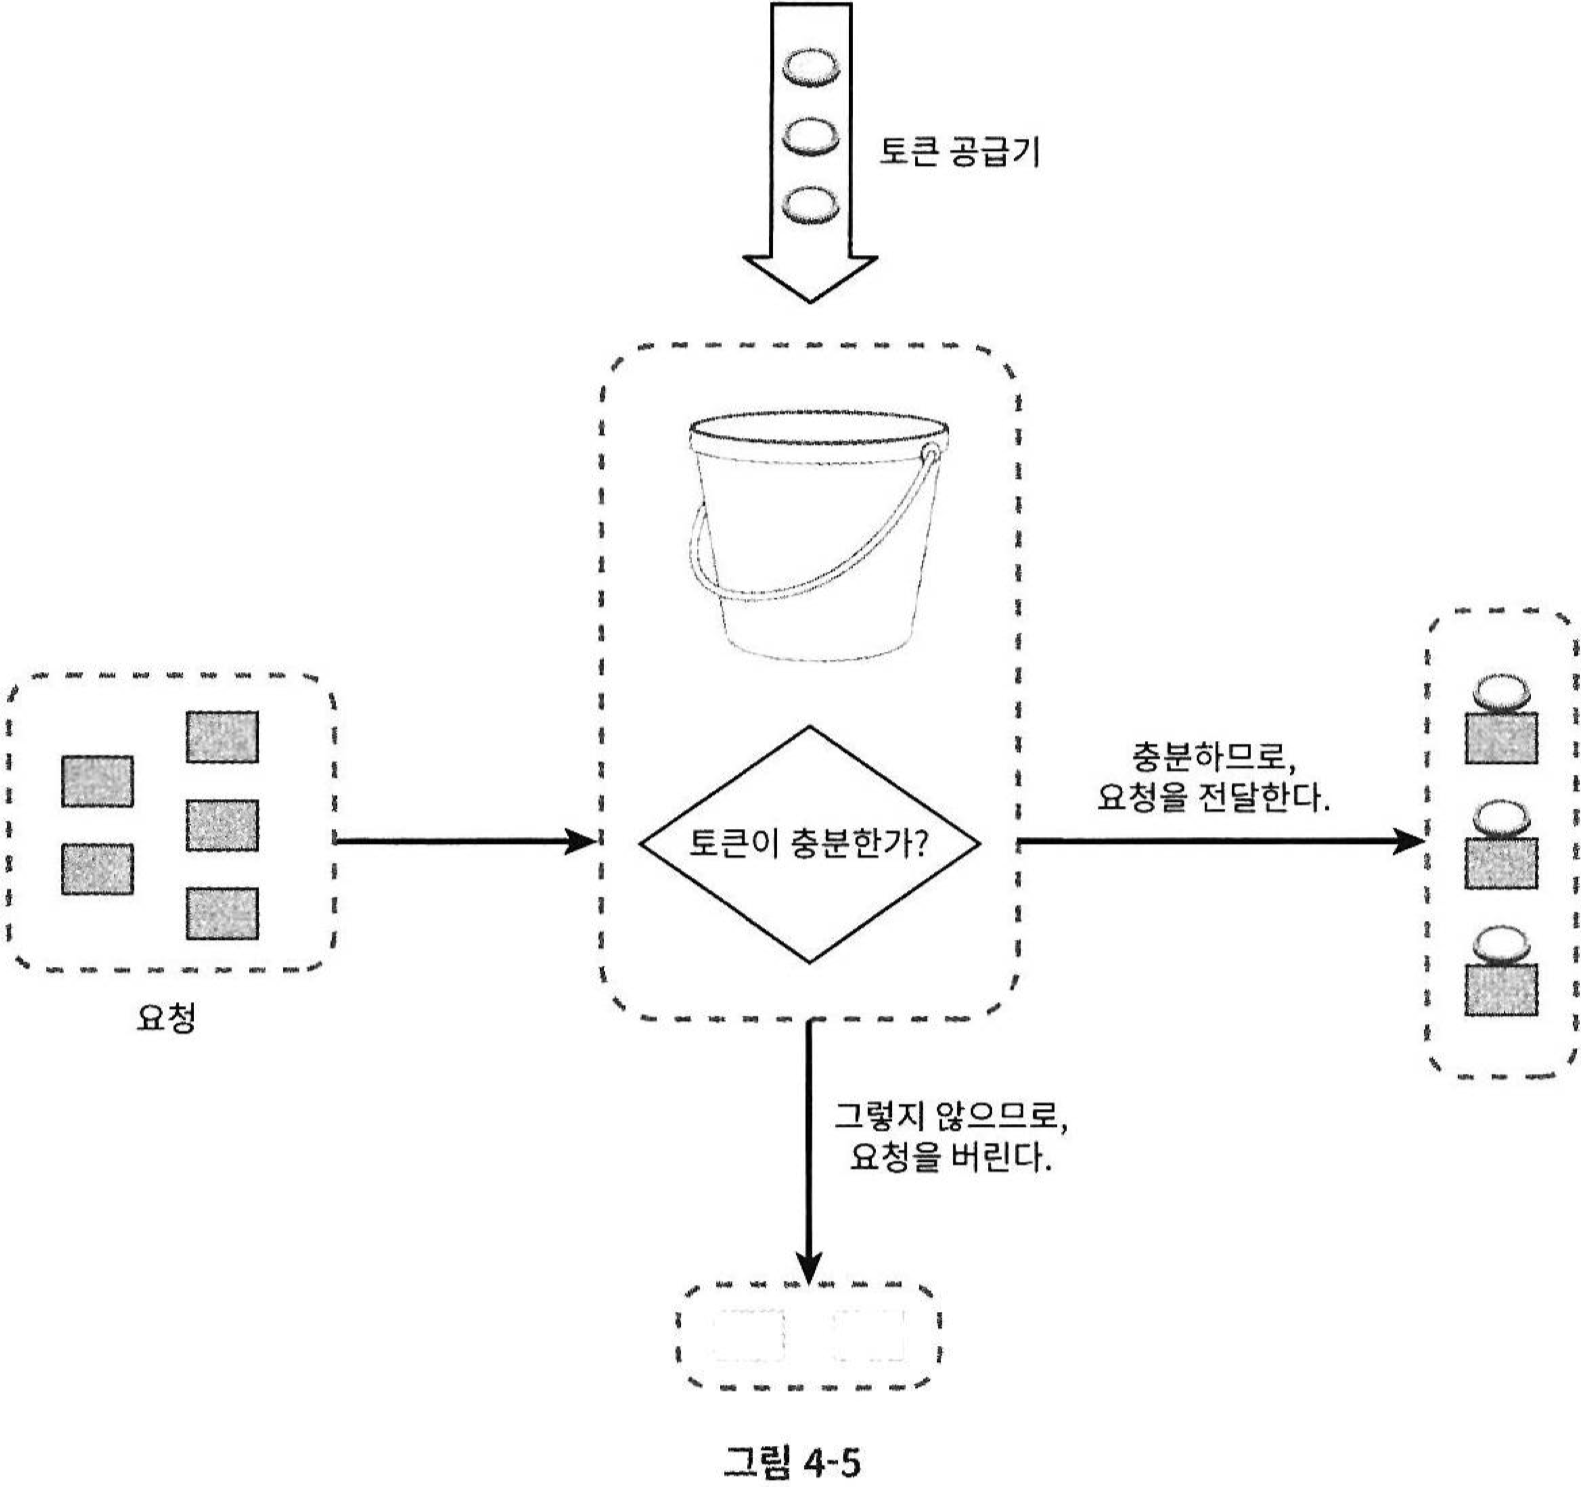 토큰 공급기
토큰이 충분한가?
충분하므로,
요청을 전달한다.
요청
그렇지 않으므로,
요청을 버린다.
그림 4-5